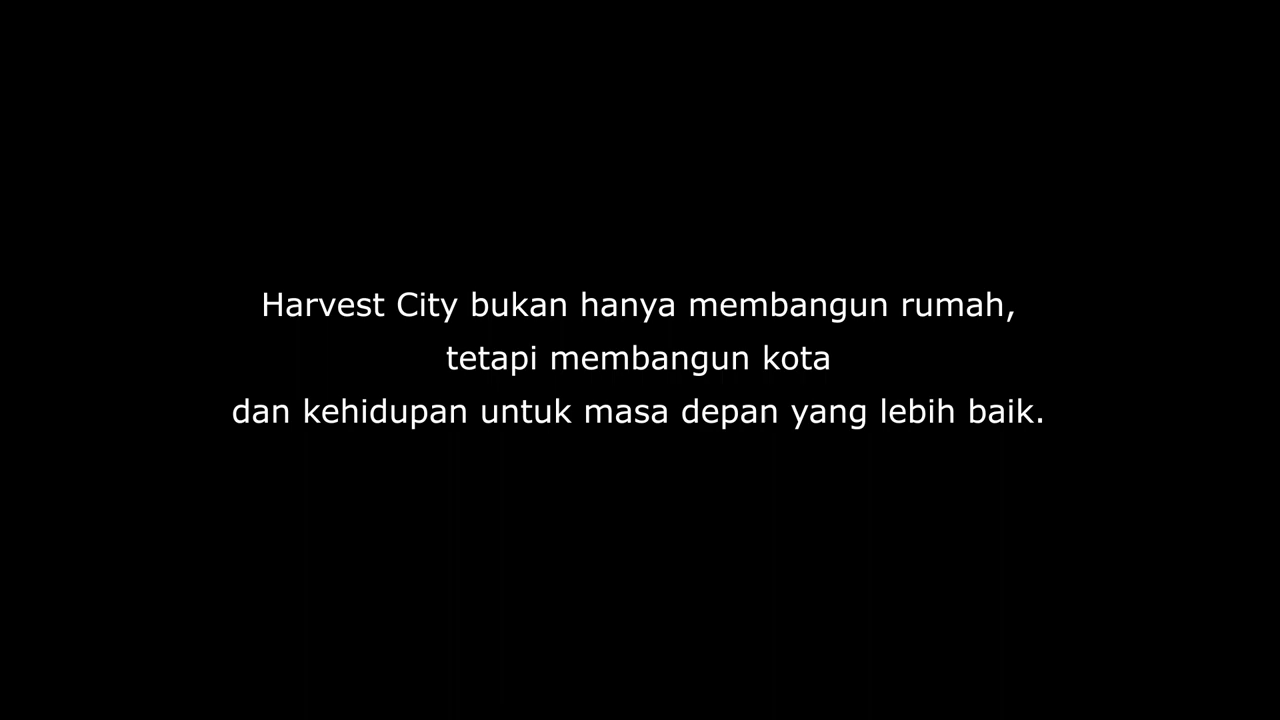 Harvest City bukan hanya membangun rumah,
tetapi membangun kota
dan kehidupan untuk masa depan yang lebih baik.